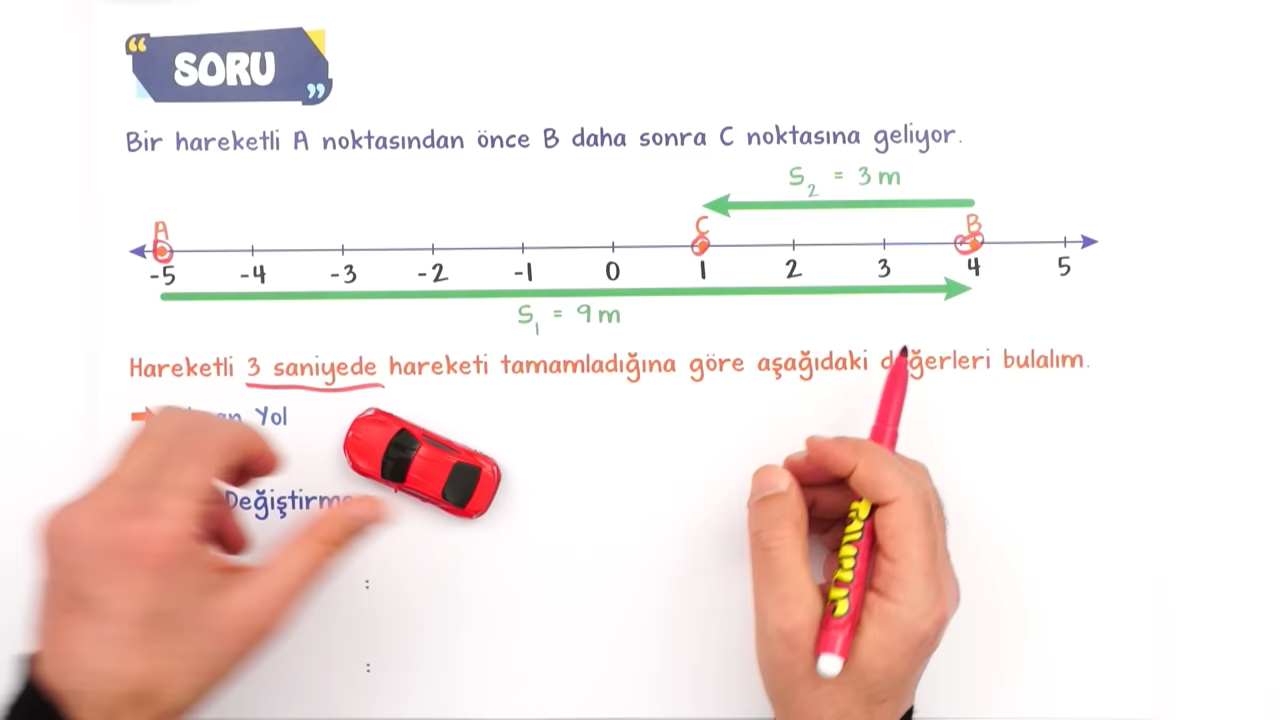 SORU
Bir hareketli A noktasından önce B daha sonra C noktasına geliyor.
S2 = 3 m
A C B
-5 -4 -3 -2 -1 0 1 2 3 4 5
S1 = 9 m
Hareketli 3 saniyede hareketi tamamladığına göre aşağıdaki değerleri bulalım.
Yol
Değiştirme
:
: